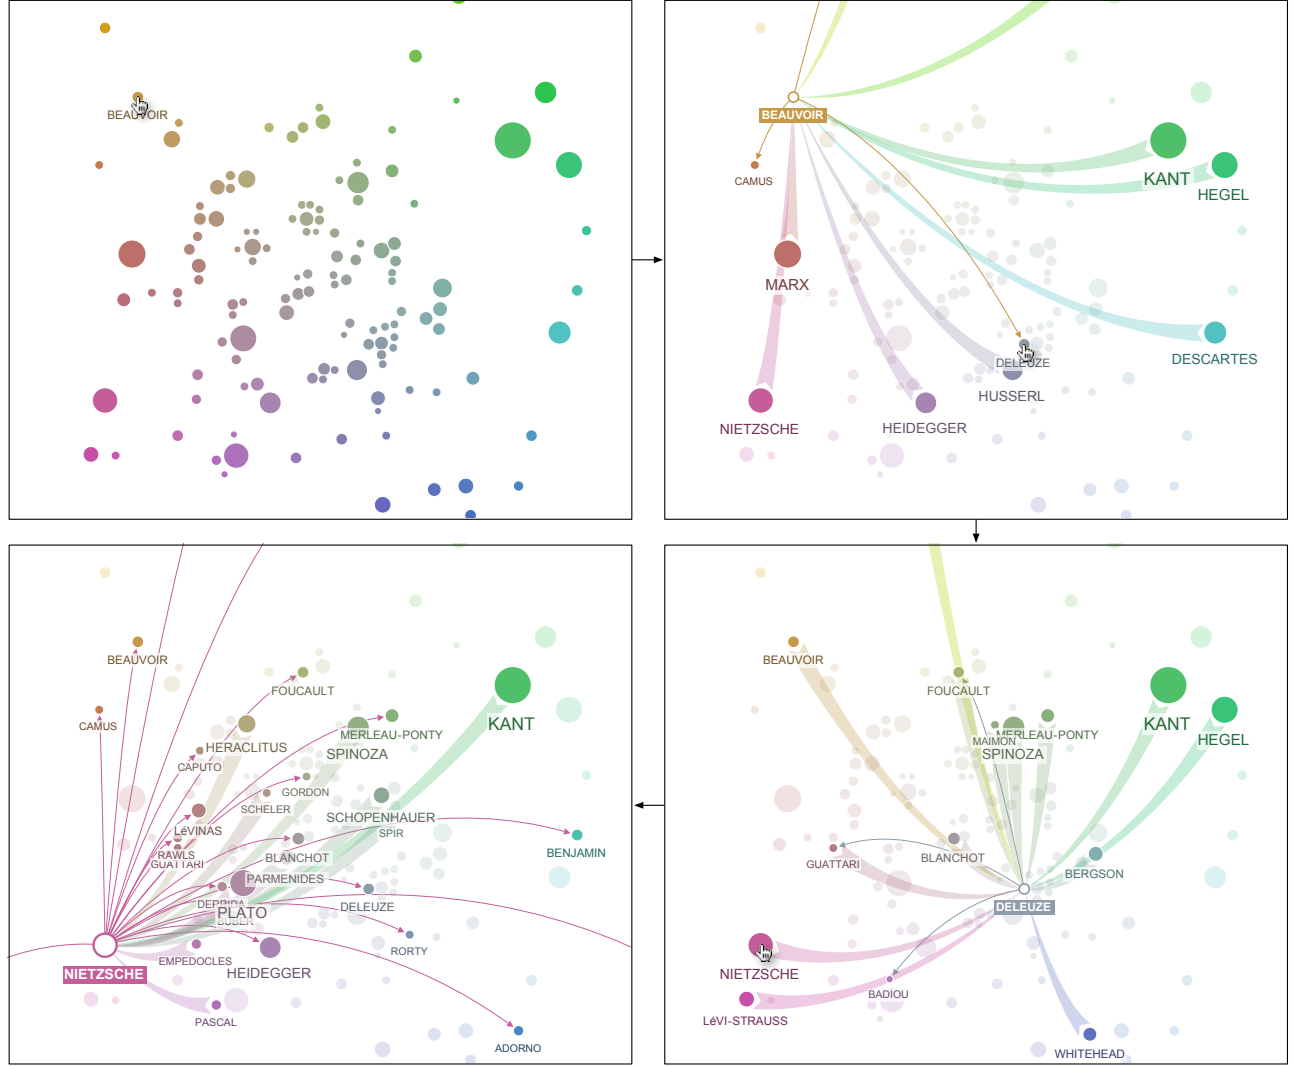 BEAUVOIR
BEAUVOIR
CAMUS
KANT
HEGEL
MARX
DESCARTES
DELEUZE
HUSSERL
NIETZSCHE
HEIDEGGER
BEAUVOIR
FOUCAULT
CAMUS
KANT
MERLEAU-PONTY
HERACLITUS
SPINOZA
CAPUTO
GORDON
SCHELER
SCHOPENHAUER
LéVINAS
SPIR
BENJAMIN
RAWLS
BLANCHOT
GUATTARI
PARMENIDES
DERRIDA
DELEUZE
PLATO
BUBER
RORTY
EMPEDOCLES
NIETZSCHE
HEIDEGGER
PASCAL
ADORNO
BEAUVOIR
FOUCAULT
KANT
MERLEAU-PONTY
HEGEL
MAIMON
SPINOZA
GUATTARI
BLANCHOT
BERGSON
DELEUZE
NIETZSCHE
BADIOU
LéVI-STRAUSS
WHITEHEAD